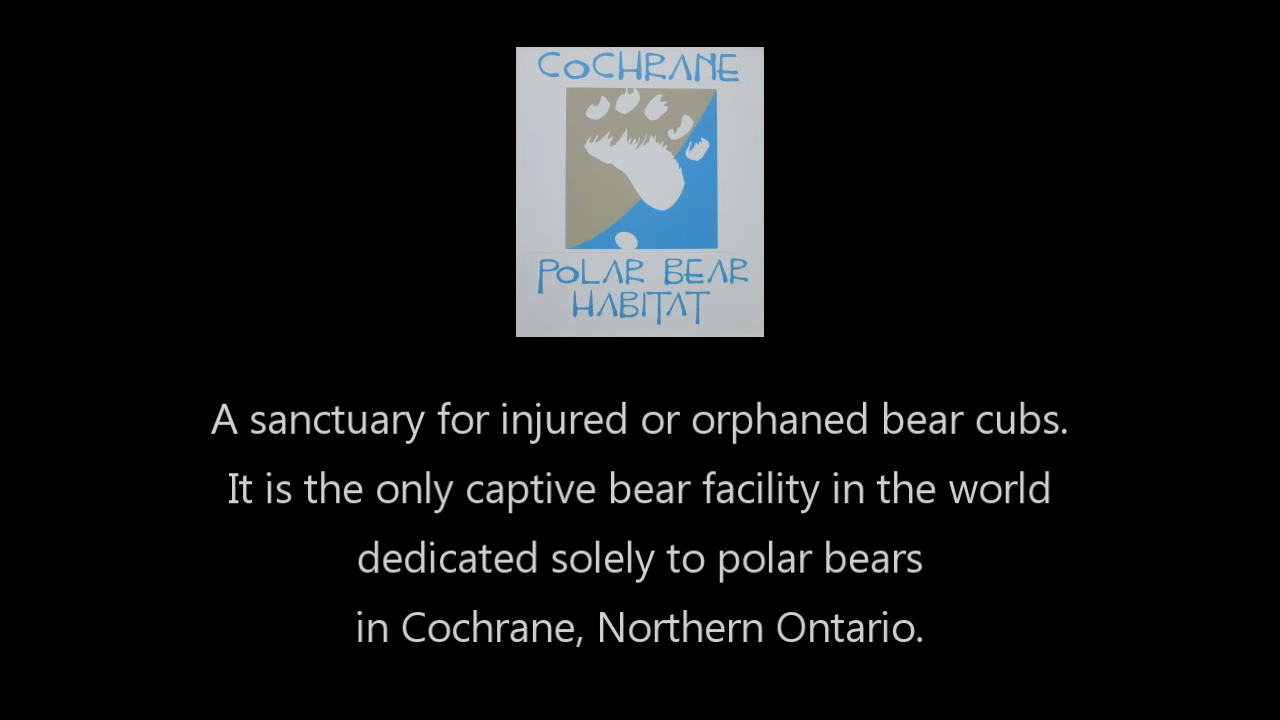 COCHRANE
POLAR BEAR
HABITAT
A sanctuary for injured or orphaned bear cubs.
It is the only captive bear facility in the world
dedicated solely to polar bears
in Cochrane, Northern Ontario.